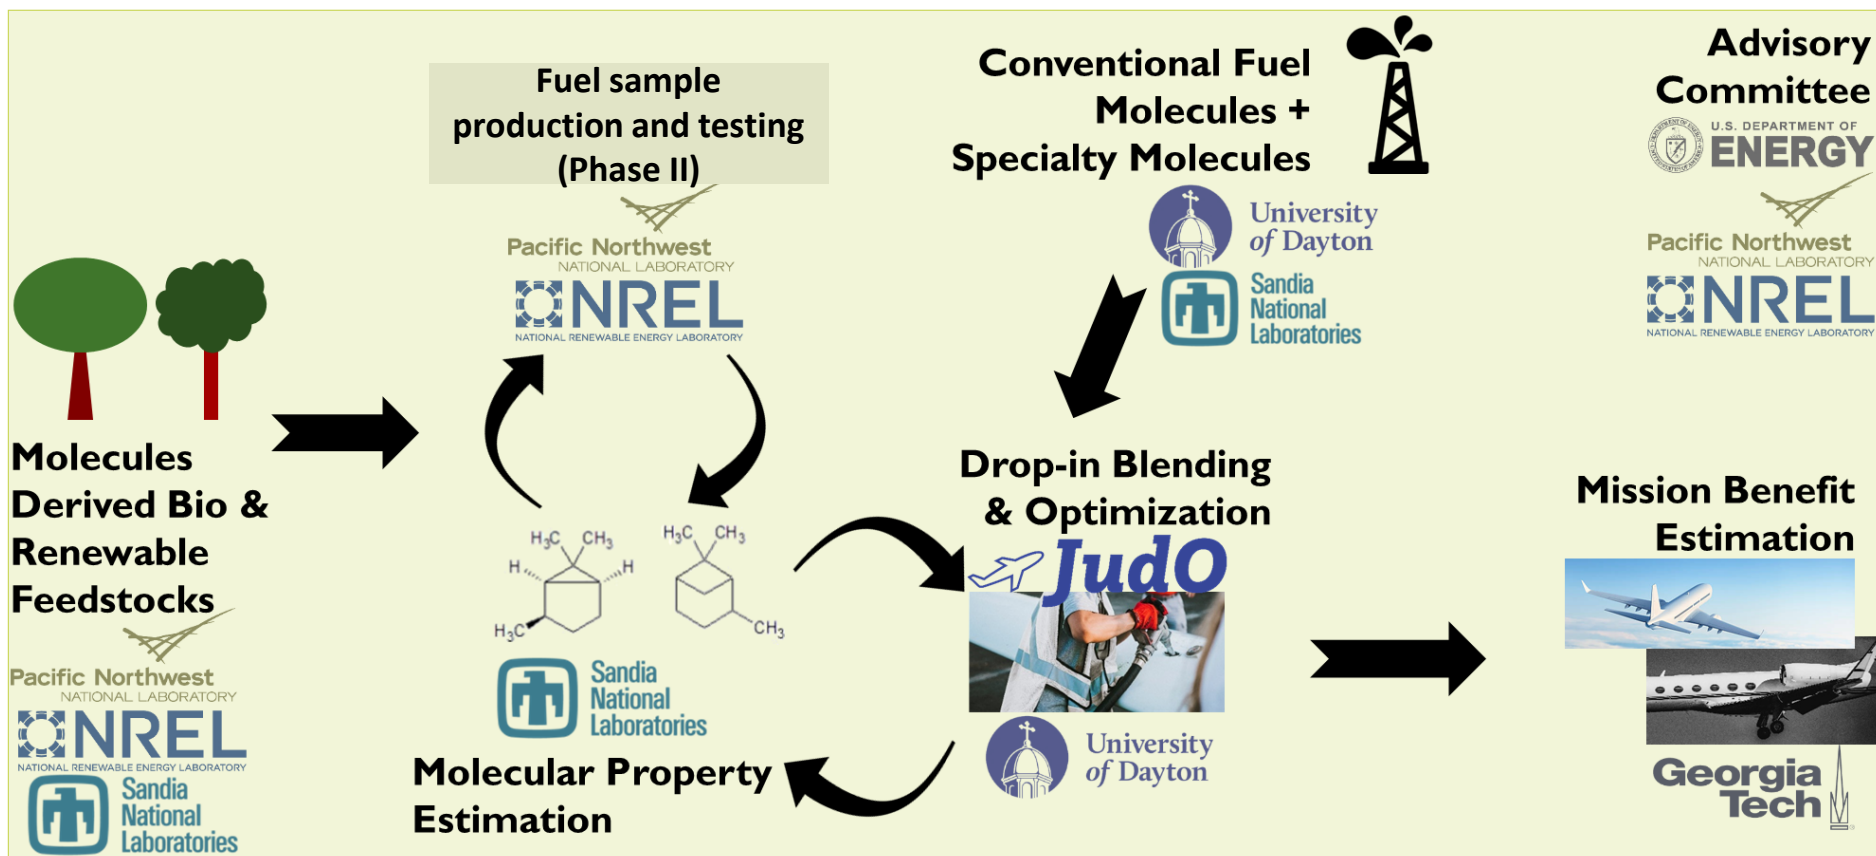 Fuel sample
production and testing
(Phase II)
Pacific Northwest
NATIONAL LABORATORY
NREL
NATIONAL RENEWABLE ENERGY LABORATORY
Conventional Fuel
Molecules +
Specialty Molecules
University
of Dayton
Sandia
National
Laboratories
Advisory
Committee
U.S. DEPARTMENT OF
ENERGY
Pacific Northwest
NATIONAL LABORATORY
NREL
NATIONAL RENEWABLE ENERGY LABORATORY
Molecules
Derived Bio &
Renewable
Feedstocks
Pacific Northwest
NATIONAL LABORATORY
NREL
NATIONAL RENEWABLE ENERGY LABORATORY
Sandia
National
Laboratories
H₃C CH₃
H H
H₃C
H₃C CH₃
CH₃
Sandia
National
Laboratories
Molecular Property
Estimation
Drop-in Blending
& Optimization
JudO
University
of Dayton
Mission Benefit
Estimation
Georgia
Tech